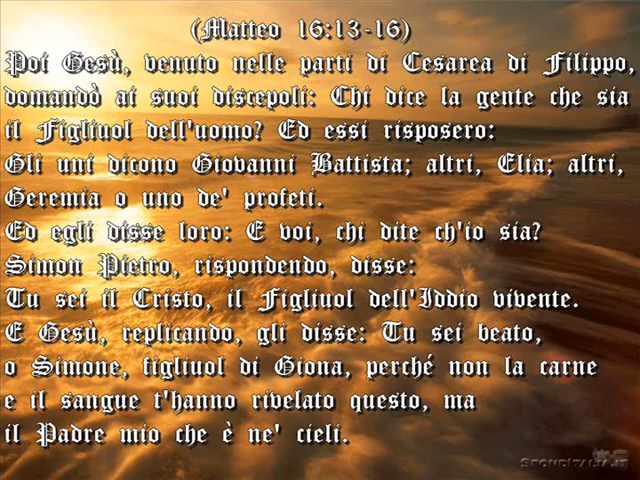 (Matteo 16:13-16)
Poi Gesù, venuto nelle parti di Cesarea di Filippo,
domandò ai suoi discepoli: Chi dice la gente che sia
il Figliuol dell'uomo? Ed essi risposero:
Gli uni dicono Giovanni Battista; altri, Elia; altri,
Geremia o uno de' profeti.
Ed egli disse loro: E voi, chi dite ch'io sia?
Simon Pietro, rispondendo, disse:
Tu sei il Cristo, il Figliuol dell'Iddio vivente.
E Gesù, replicando, gli disse: Tu sei beato,
o Simone, figliuol di Giona, perché non la carne
e il sangue t'hanno rivelato questo, ma
il Padre mio che è ne' cieli.
SFONDITALIA.IT